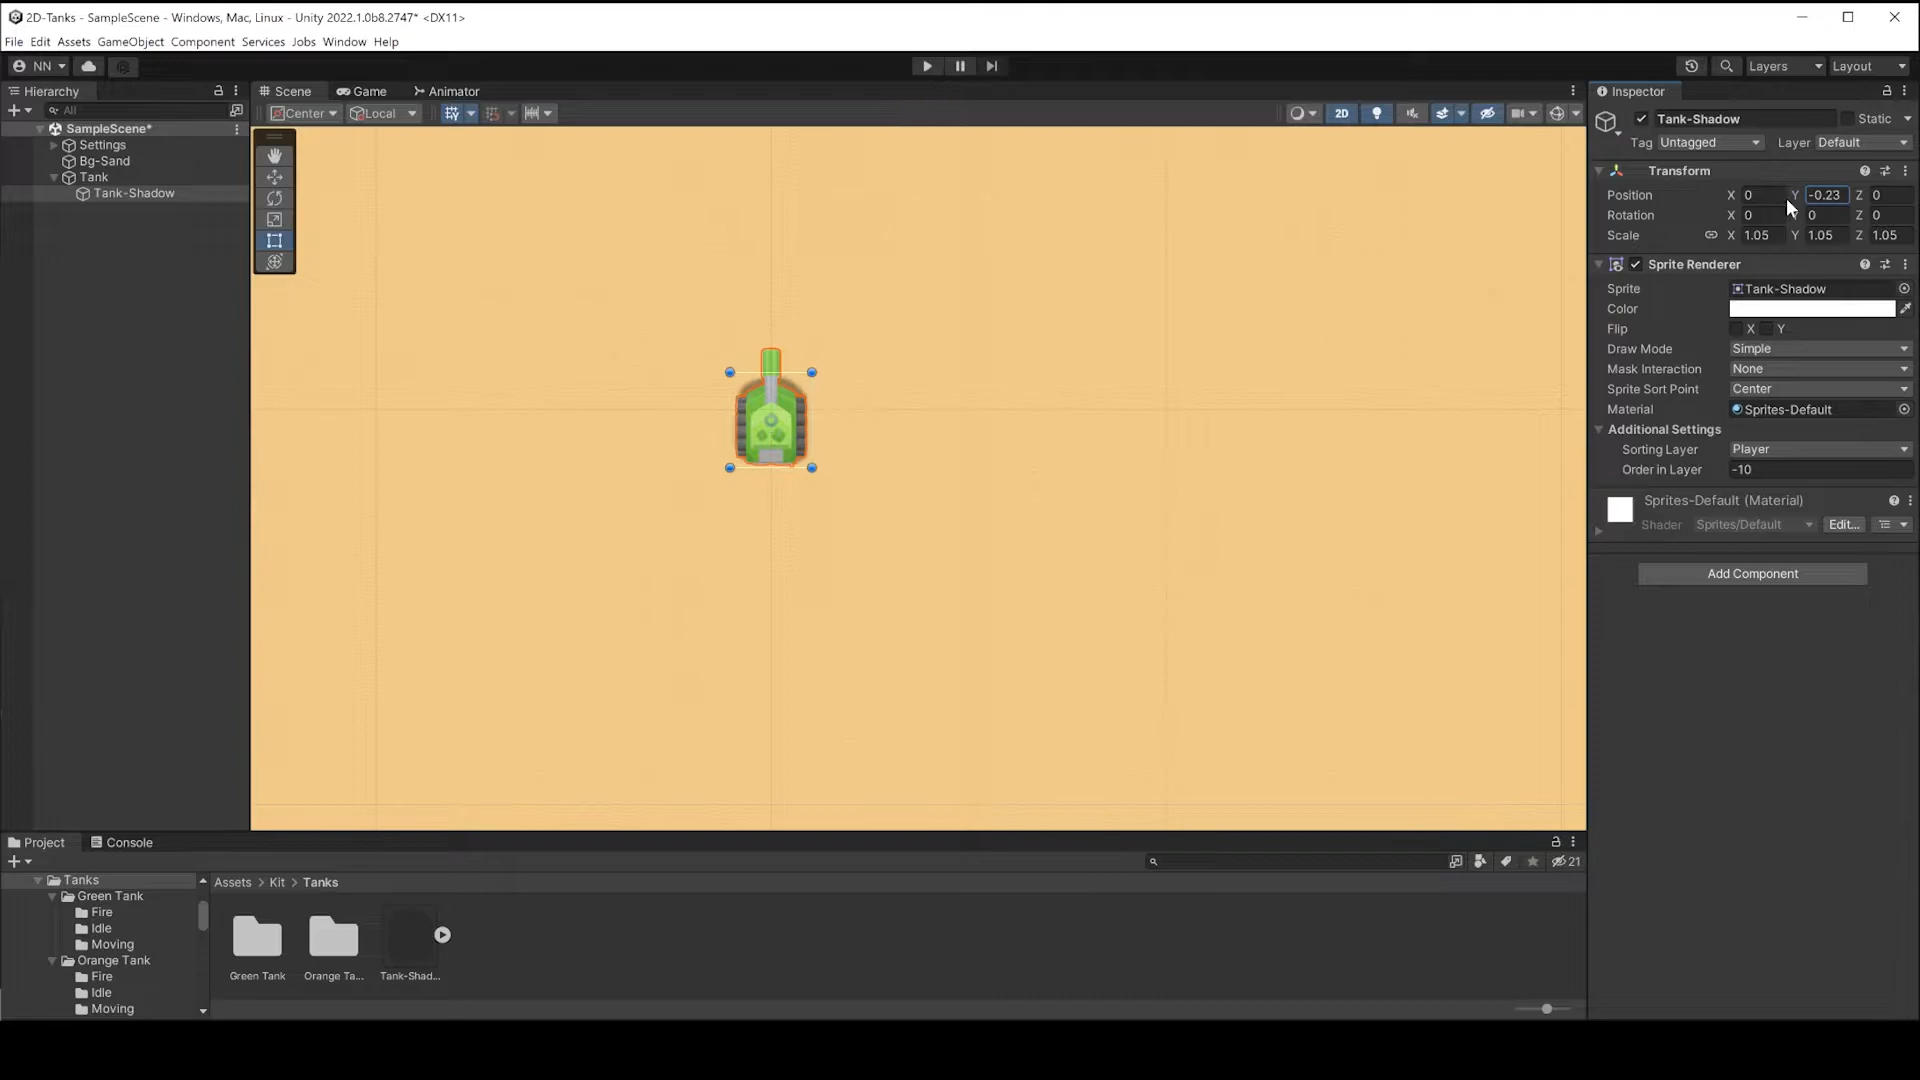 2D-Tanks - SampleScene - Windows, Mac, Linux - Unity 2022.1.0b8.2747* <DX11>
File Edit Assets GameObject Component Services Jobs Window Help
NN Layers Layout
Hierarchy
All
SampleScene*
Settings
Bg-Sand
Tank
Tank-Shadow
Scene Game Animator
Center Local 2D
Inspector
Tank-Shadow Static
Tag Untagged Layer Default
Transform
Position X 0 Y -0.23 Z 0
Rotation X 0 Y 0 Z 0
Scale X 1.05 Y 1.05 Z 1.05
Sprite Renderer
Sprite Tank-Shadow
Color
Flip X Y
Draw Mode Simple
Mask Interaction None
Sprite Sort Point Center
Material Sprites-Default
Additional Settings
Sorting Layer Player
Order in Layer -10
Sprites-Default (Material)
Shader Sprites/Default Edit...
Add Component
Project Console
21
Tanks
Green Tank
Fire
Idle
Moving
Orange Tank
Fire
Idle
Moving
Assets > Kit > Tanks
Green Tank Orange Ta... Tank-Shad...